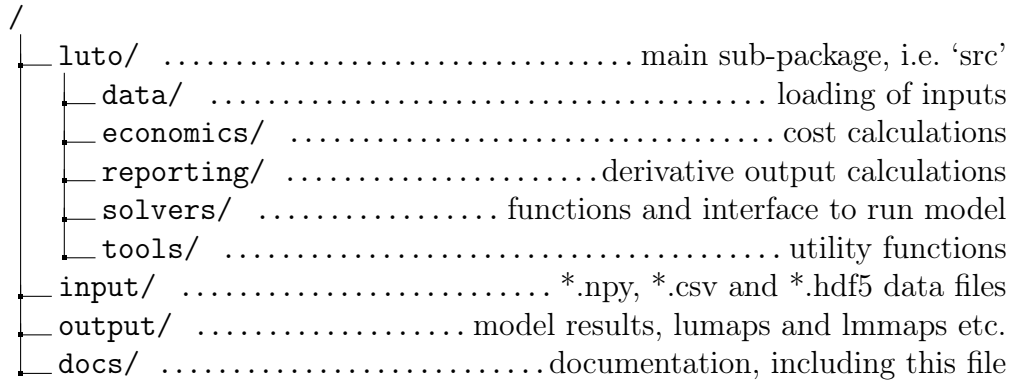 /
luto/ .................................. main sub-package, i.e. ‘src’
data/ ........................................ loading of inputs
economics/ ................................... cost calculations
reporting/ .......................derivative output calculations
solvers/ ................. functions and interface to run model
tools/ ........................................ utility functions
input/ ........................... *.npy, *.csv and *.hdf5 data files
output/ ................... model results, lumaps and lmmaps etc.
docs/ ............................documentation, including this file